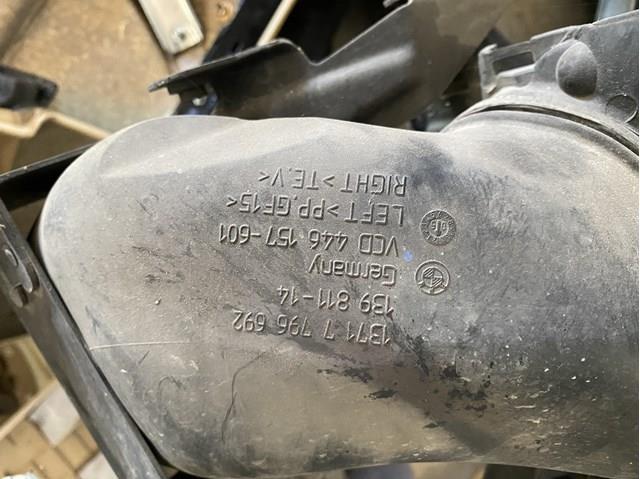 1371 7 796 692
139 811-14
Germany
VCD 446 157-601
LEFT >PP.GF15<
RIGHT >TE.V<